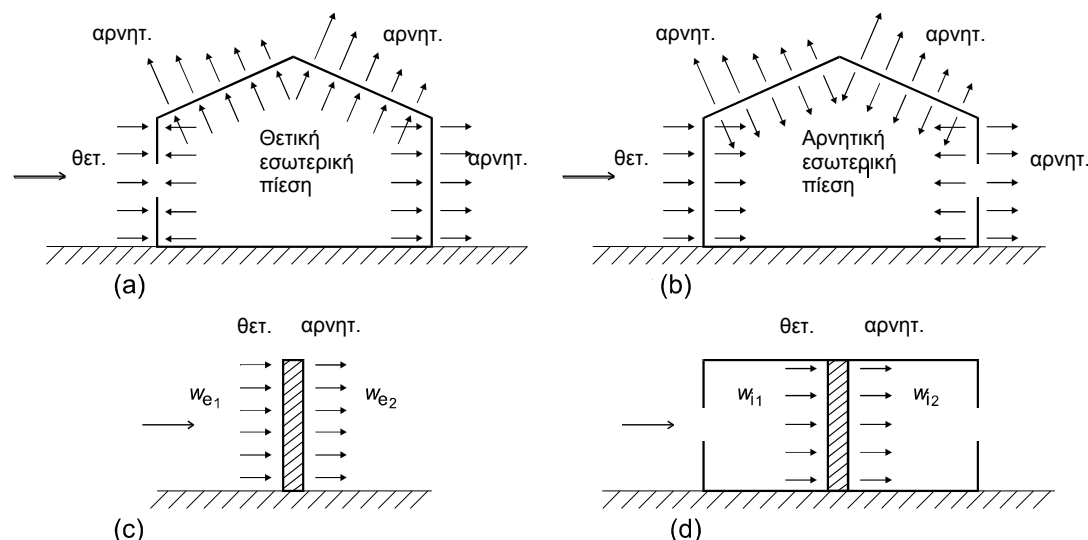 αρνητ.
αρνητ.
θετ.
Θετική
εσωτερική
πίεση
αρνητ.
(a)
αρνητ.
αρνητ.
θετ.
Αρνητική
εσωτερική
πίεση
αρνητ.
(b)
θετ. αρνητ.
we1 we2
(c)
θετ. αρνητ.
wi1 wi2
(d)